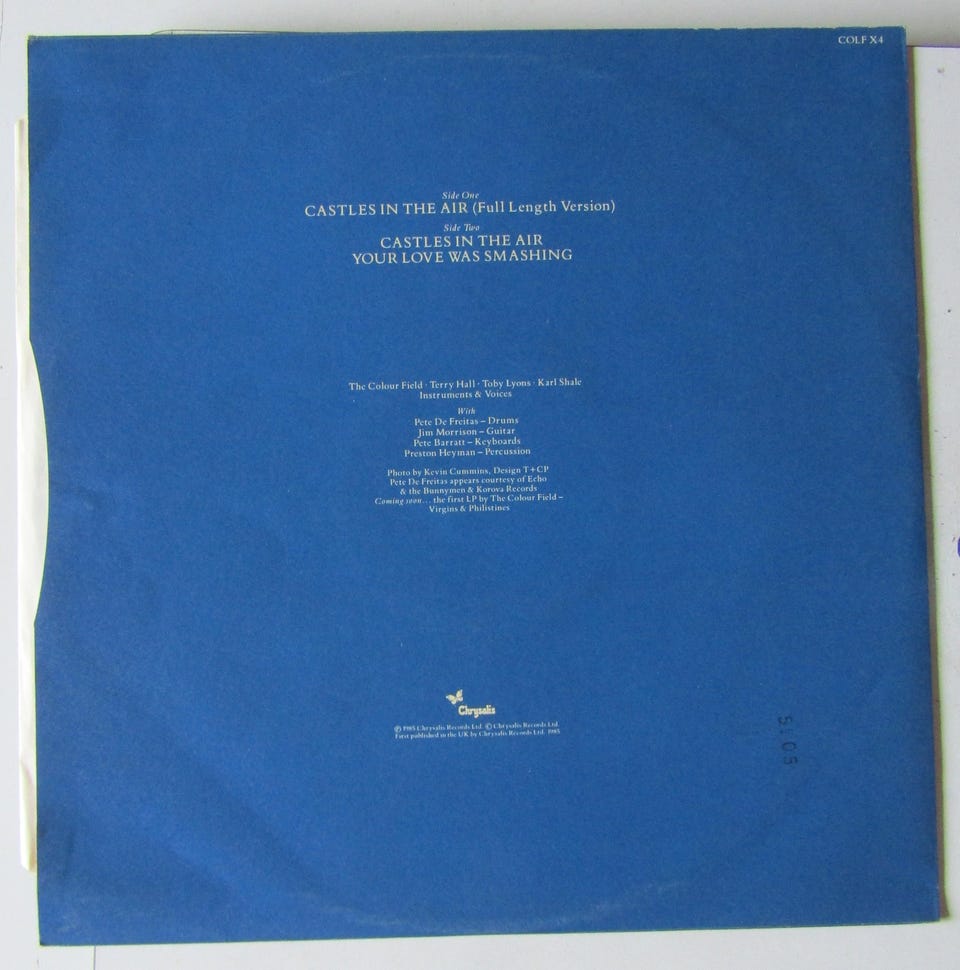 COLF X4
Side One
CASTLES IN THE AIR (Full Length Version)
Side Two
CASTLES IN THE AIR
YOUR LOVE WAS SMASHING
The Colour Field · Terry Hall · Toby Lyons · Karl Shale
Instruments & Voices
With
Pete De Freitas – Drums
Jim Morrison – Guitar
Pete Barratt – Keyboards
Preston Heyman – Percussion
Photo by Kevin Cummins, Design T+CP
Pete De Freitas appears courtesy of Echo
& the Bunnymen & Korova Records
Coming soon... the first LP by The Colour Field –
Virgins & Philistines
Chrysalis
℗ 1985 Chrysalis Records Ltd. © Chrysalis Records Ltd.
First published in the UK by Chrysalis Records Ltd. 1985